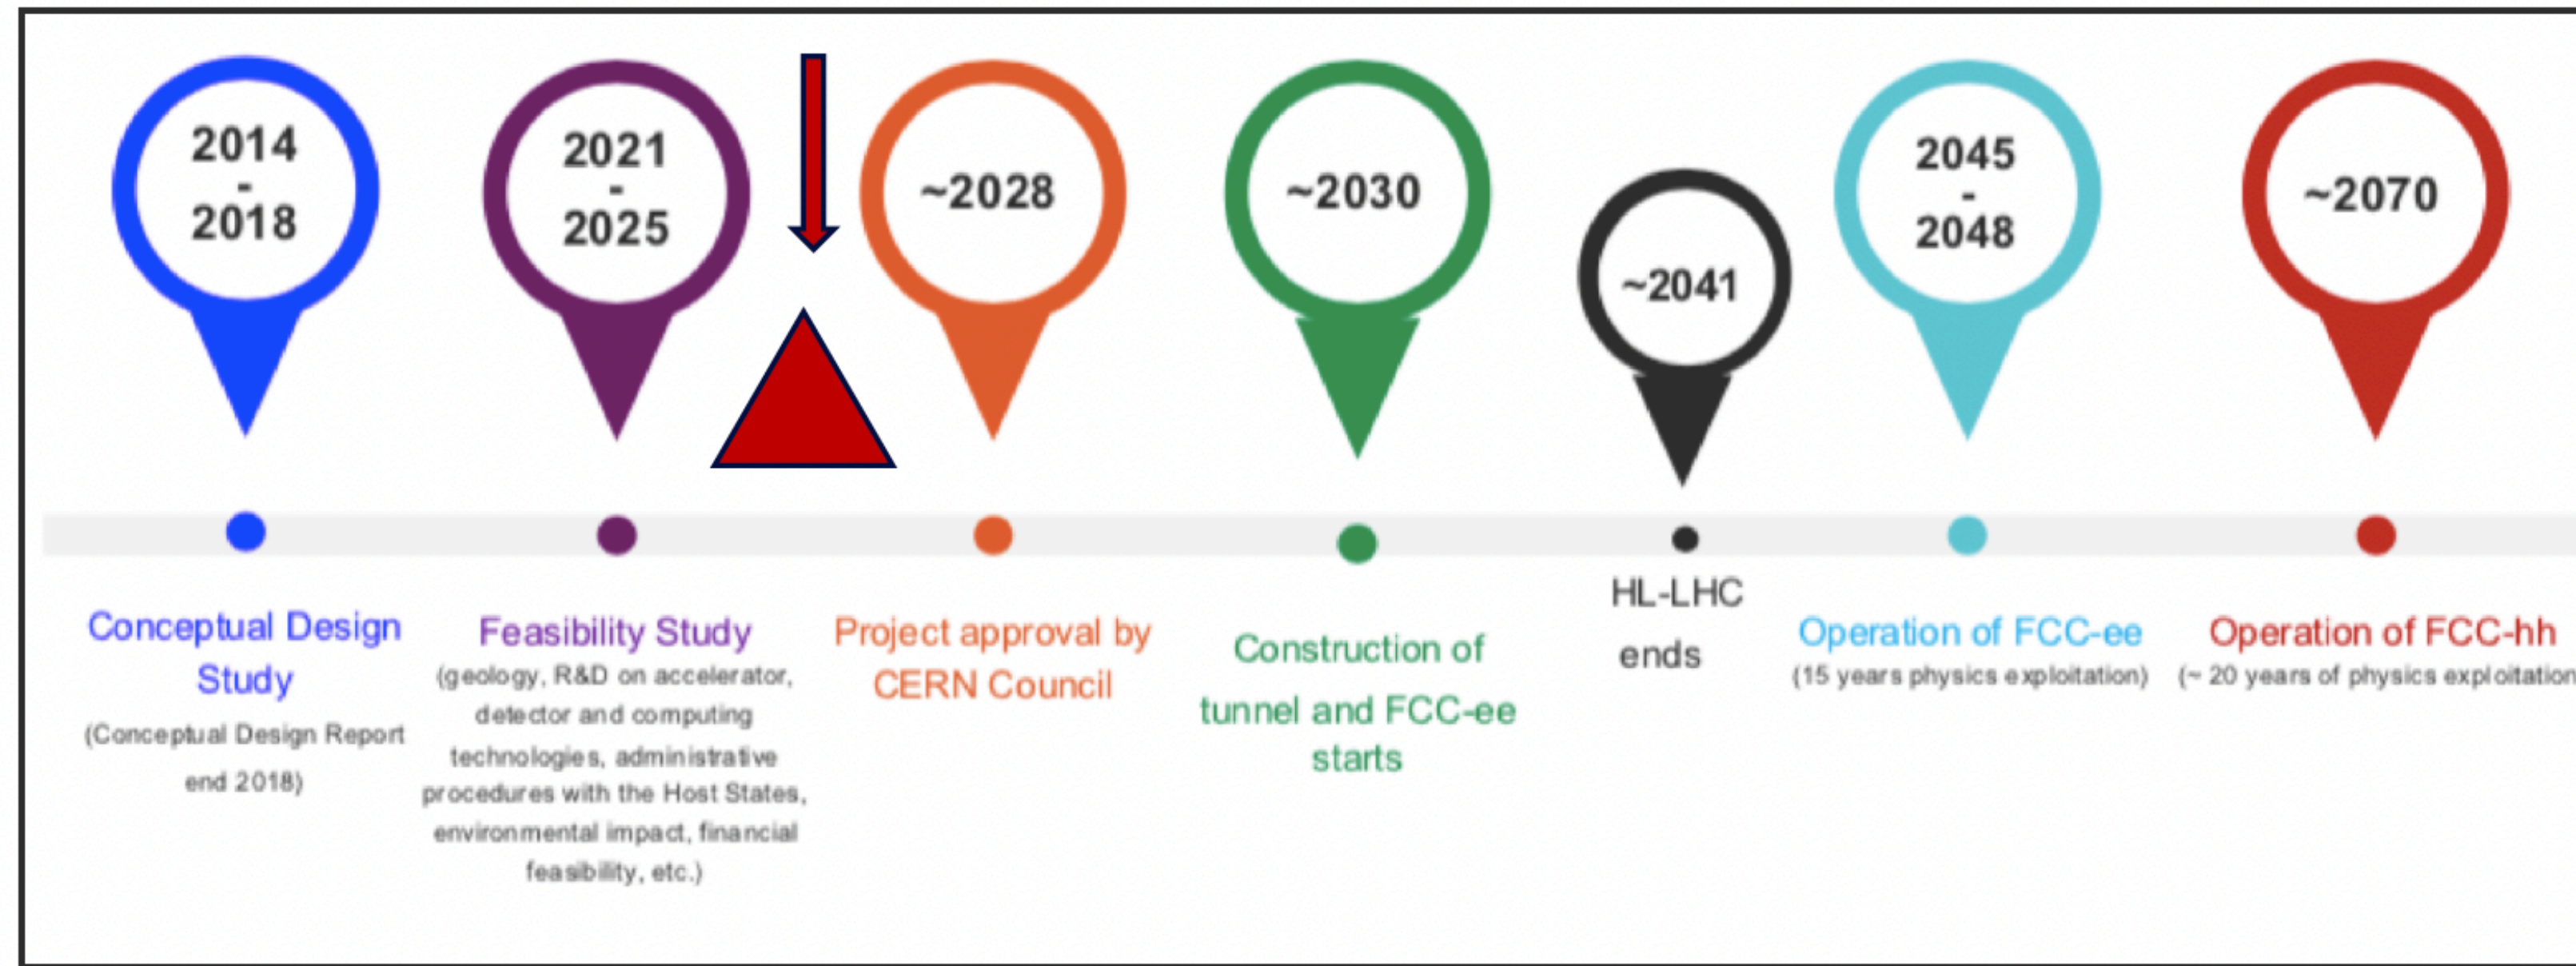 2014
-
2018
2021
-
2025
~2028
~2030
~2041
2045
-
2048
~2070
Conceptual Design
Study
(Conceptual Design Report
end 2018)
Feasibility Study
(geology, R&D on accelerator,
detector and computing
technologies, administrative
procedures with the Host States,
environmental impact, financial
feasibility, etc.)
Project approval by
CERN Council
Construction of
tunnel and FCC-ee
starts
HL-LHC
ends
Operation of FCC-ee
(15 years physics exploitation)
Operation of FCC-hh
(~ 20 years of physics exploitation